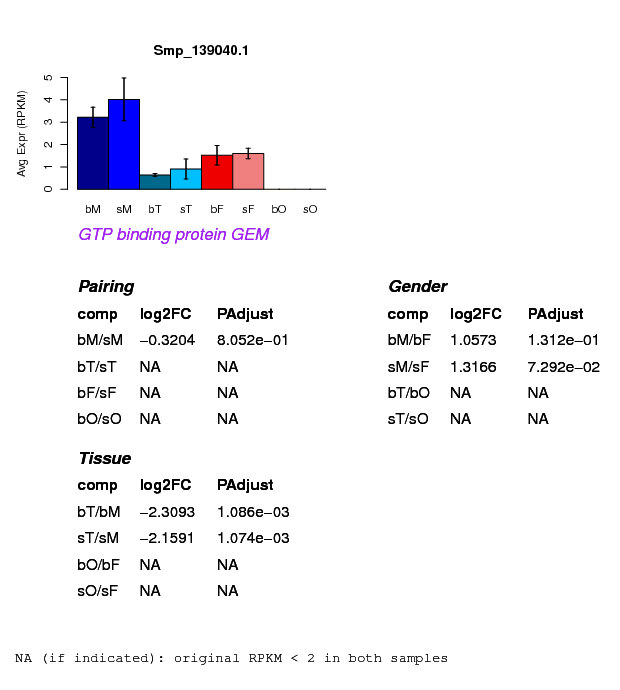 Smp_139040.1
Avg Expr (RPKM)
0 1 2 3 4 5
bM sM bT sT bF sF bO sO
GTP binding protein GEM
Pairing
comp log2FC PAdjust
bM/sM −0.3204 8.052e−01
bT/sT NA NA
bF/sF NA NA
bO/sO NA NA
Gender
comp log2FC PAdjust
bM/bF 1.0573 1.312e−01
sM/sF 1.3166 7.292e−02
bT/bO NA NA
sT/sO NA NA
Tissue
comp log2FC PAdjust
bT/bM −2.3093 1.086e−03
sT/sM −2.1591 1.074e−03
bO/bF NA NA
sO/sF NA NA
NA (if indicated): original RPKM < 2 in both samples